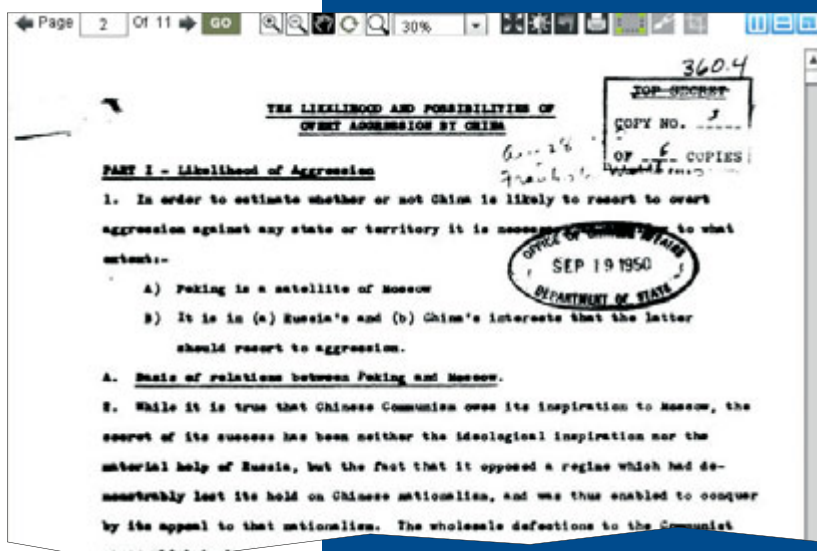 Page 2 Of 11 GO 30%
360.4
THE LIKELIHOOD AND POSSIBILITIES OF
OVERT AGGRESSION BY CHINA
TOP SECRET
COPY NO. 3
OF 6 COPIES
PART I - Likelihood of Aggression
1. In order to estimate whether or not China is likely to resort to overt
aggression against any state or territory it is to what
extent:-
OFFICE OF CHINESE AFFAIRS
SEP 19 1950
DEPARTMENT OF STATE
A) Peking is a satellite of Moscow
B) It is in (a) Russia's and (b) China's interests that the latter
should resort to aggression.
A. Basis of relations between Peking and Moscow.
2. While it is true that Chinese Communism owes its inspiration to Moscow, the
secret of its success has been neither the ideological inspiration nor the
material help of Russia, but the fact that it opposed a regime which had de-
monstrably lost its hold on Chinese nationalism, and was thus enabled to conquer
by its appeal to that nationalism. The wholesale defections to the Communist